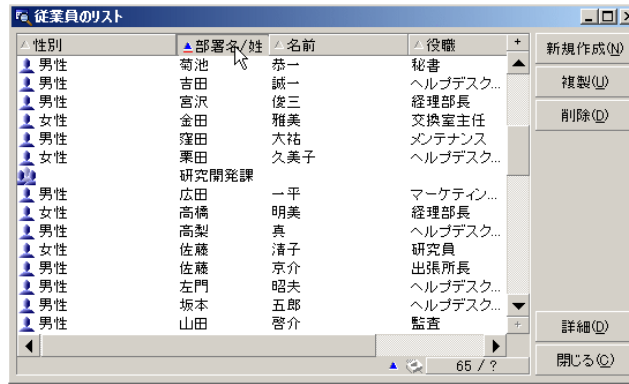 従業員のリスト
性別 部署名/姓 名前 役職 +
男性 菊池 恭一 秘書
男性 吉田 誠一 ヘルプデスク...
男性 宮沢 俊三 経理部長
女性 金田 雅美 交換室主任
男性 窪田 大祐 メンテナンス
女性 栗田 久美子 ヘルプデスク...
研究開発課
男性 広田 一平 マーケティン...
女性 高橋 明美 経理部長
男性 高梨 真 ヘルプデスク...
女性 佐藤 清子 研究員
男性 佐藤 京介 出張所長
男性 左門 昭夫 ヘルプデスク...
男性 坂本 五郎 ヘルプデスク...
男性 山田 啓介 監査
65 / ?
新規作成(N)
複製(U)
削除(D)
詳細(D)
閉じる(C)